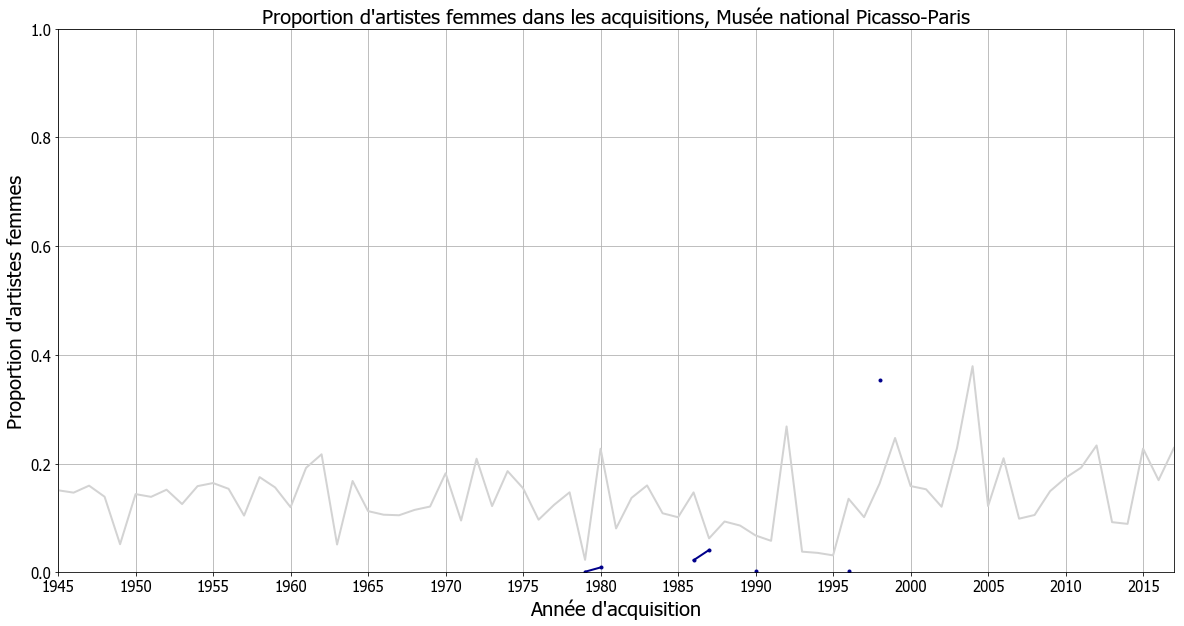 Proportion d'artistes femmes dans les acquisitions, Musée national Picasso-Paris
Proportion d'artistes femmes
1.0
0.8
0.6
0.4
0.2
0.0
1945 1950 1955 1960 1965 1970 1975 1980 1985 1990 1995 2000 2005 2010 2015
Année d'acquisition